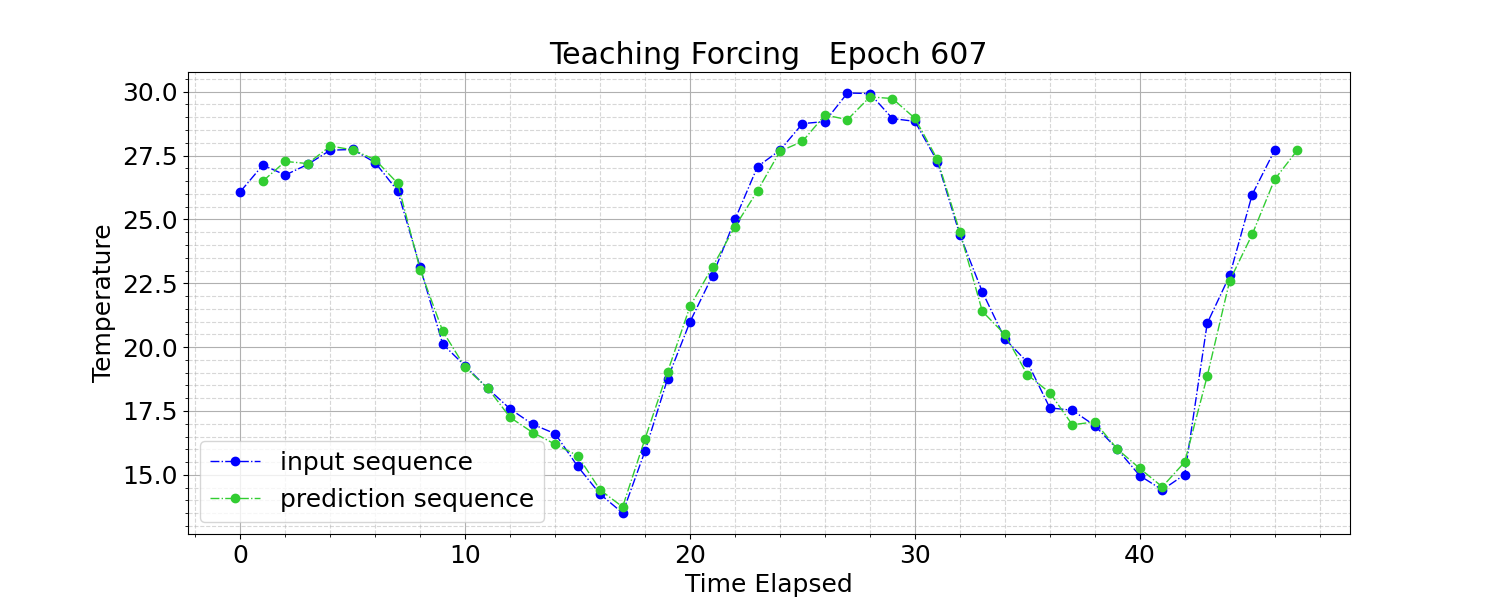 Teaching Forcing   Epoch 607
30.0
27.5
25.0
22.5
20.0
17.5
15.0
Temperature
input sequence
prediction sequence
0 10 20 30 40
Time Elapsed